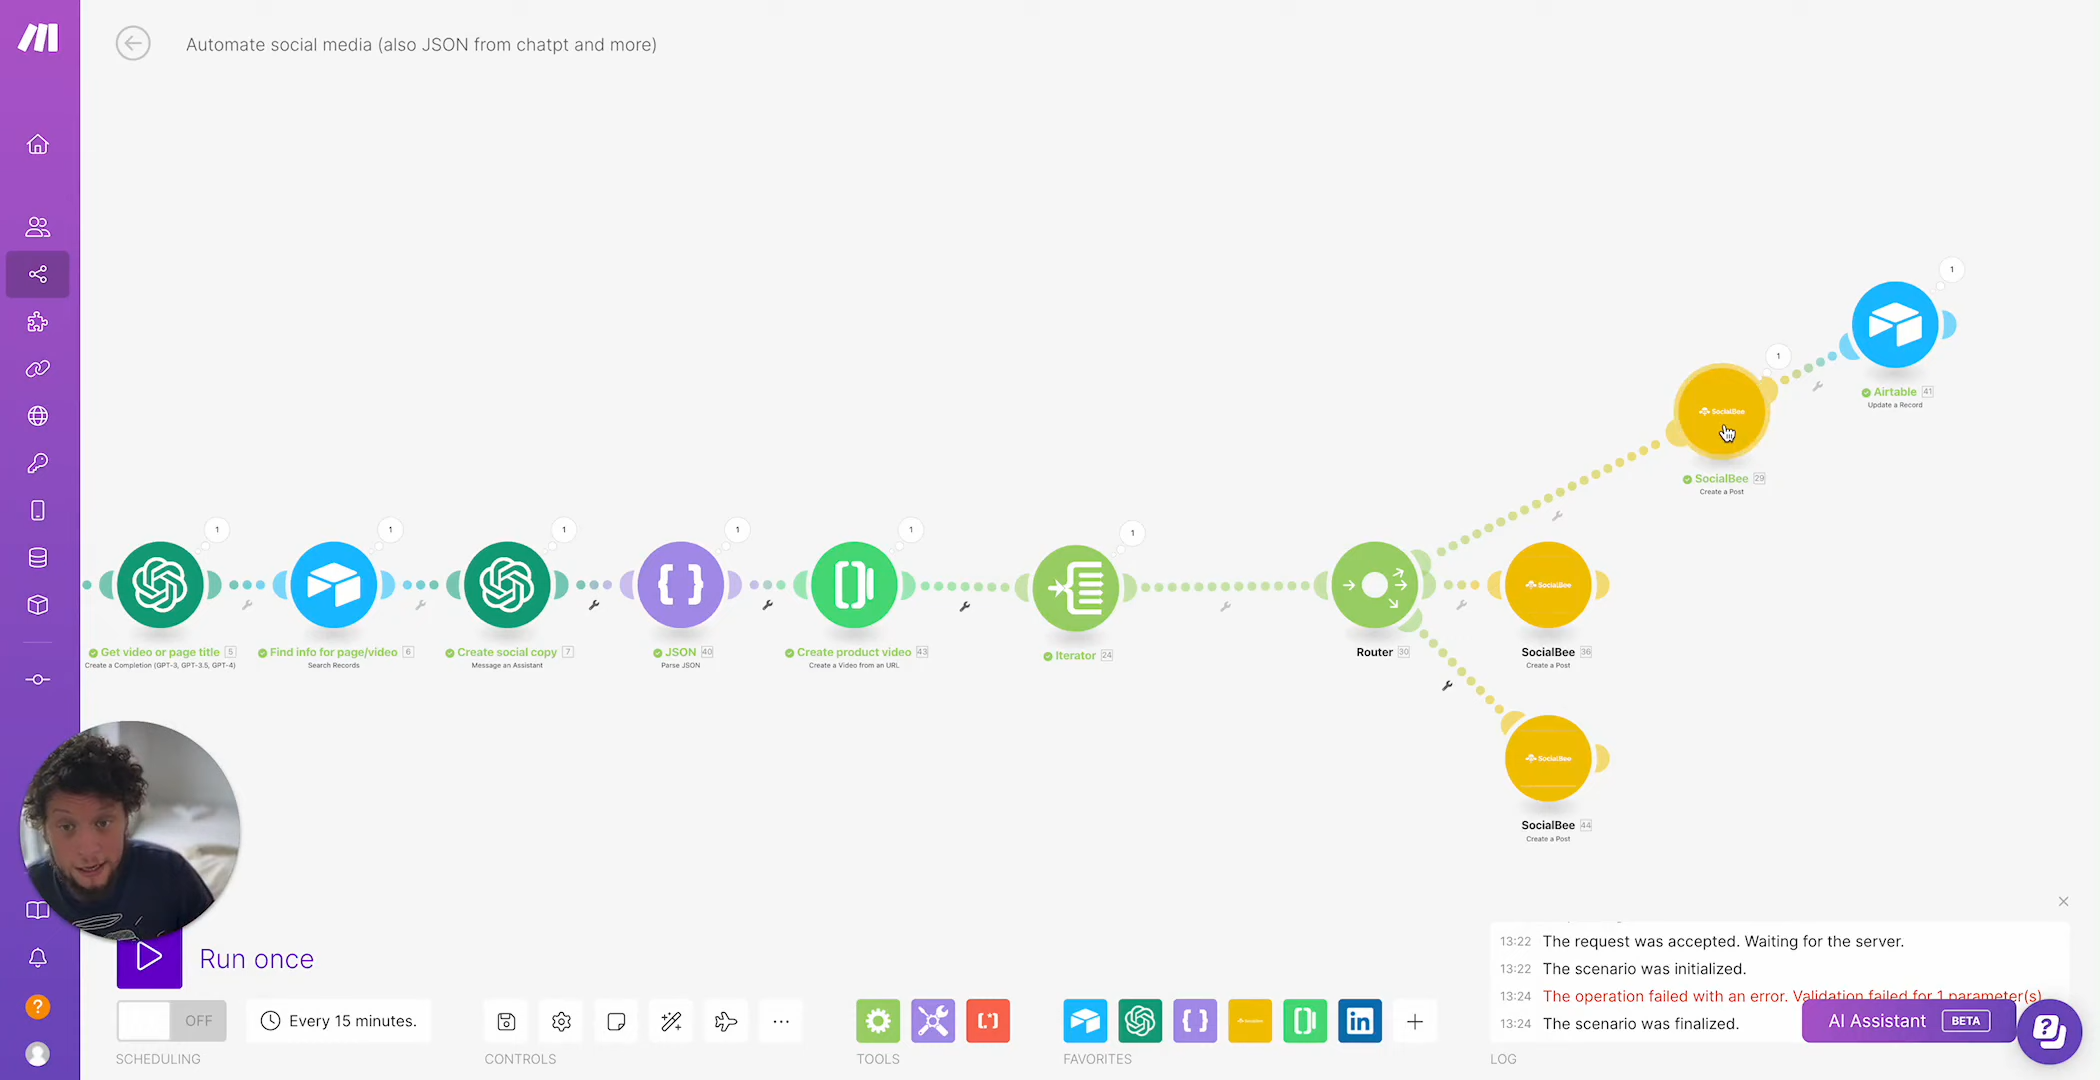 Automate social media (also JSON from chatpt and more)
1
Airtable 41
Update a Record
1
SocialBee
SocialBee 29
Create a Post
1
1
1
1
1
1
SocialBee
Get video or page title 5
Create a Completion (GPT-3, GPT-3.5, GPT-4)
Find info for page/video 6
Search Records
Create social copy 7
Message an Assistant
JSON 40
Parse JSON
Create product video 43
Create a Video from an URL
Iterator 24
Router 30
SocialBee 36
Create a Post
SocialBee
SocialBee 44
Create a Post
Run once
OFF
Every 15 minutes.
SCHEDULING
CONTROLS
TOOLS
FAVORITES
13:22 The request was accepted. Waiting for the server.
13:22 The scenario was initialized.
13:24 The operation failed with an error. Validation failed for 1 parameter(s).
13:24 The scenario was finalized.
AI Assistant BETA
LOG